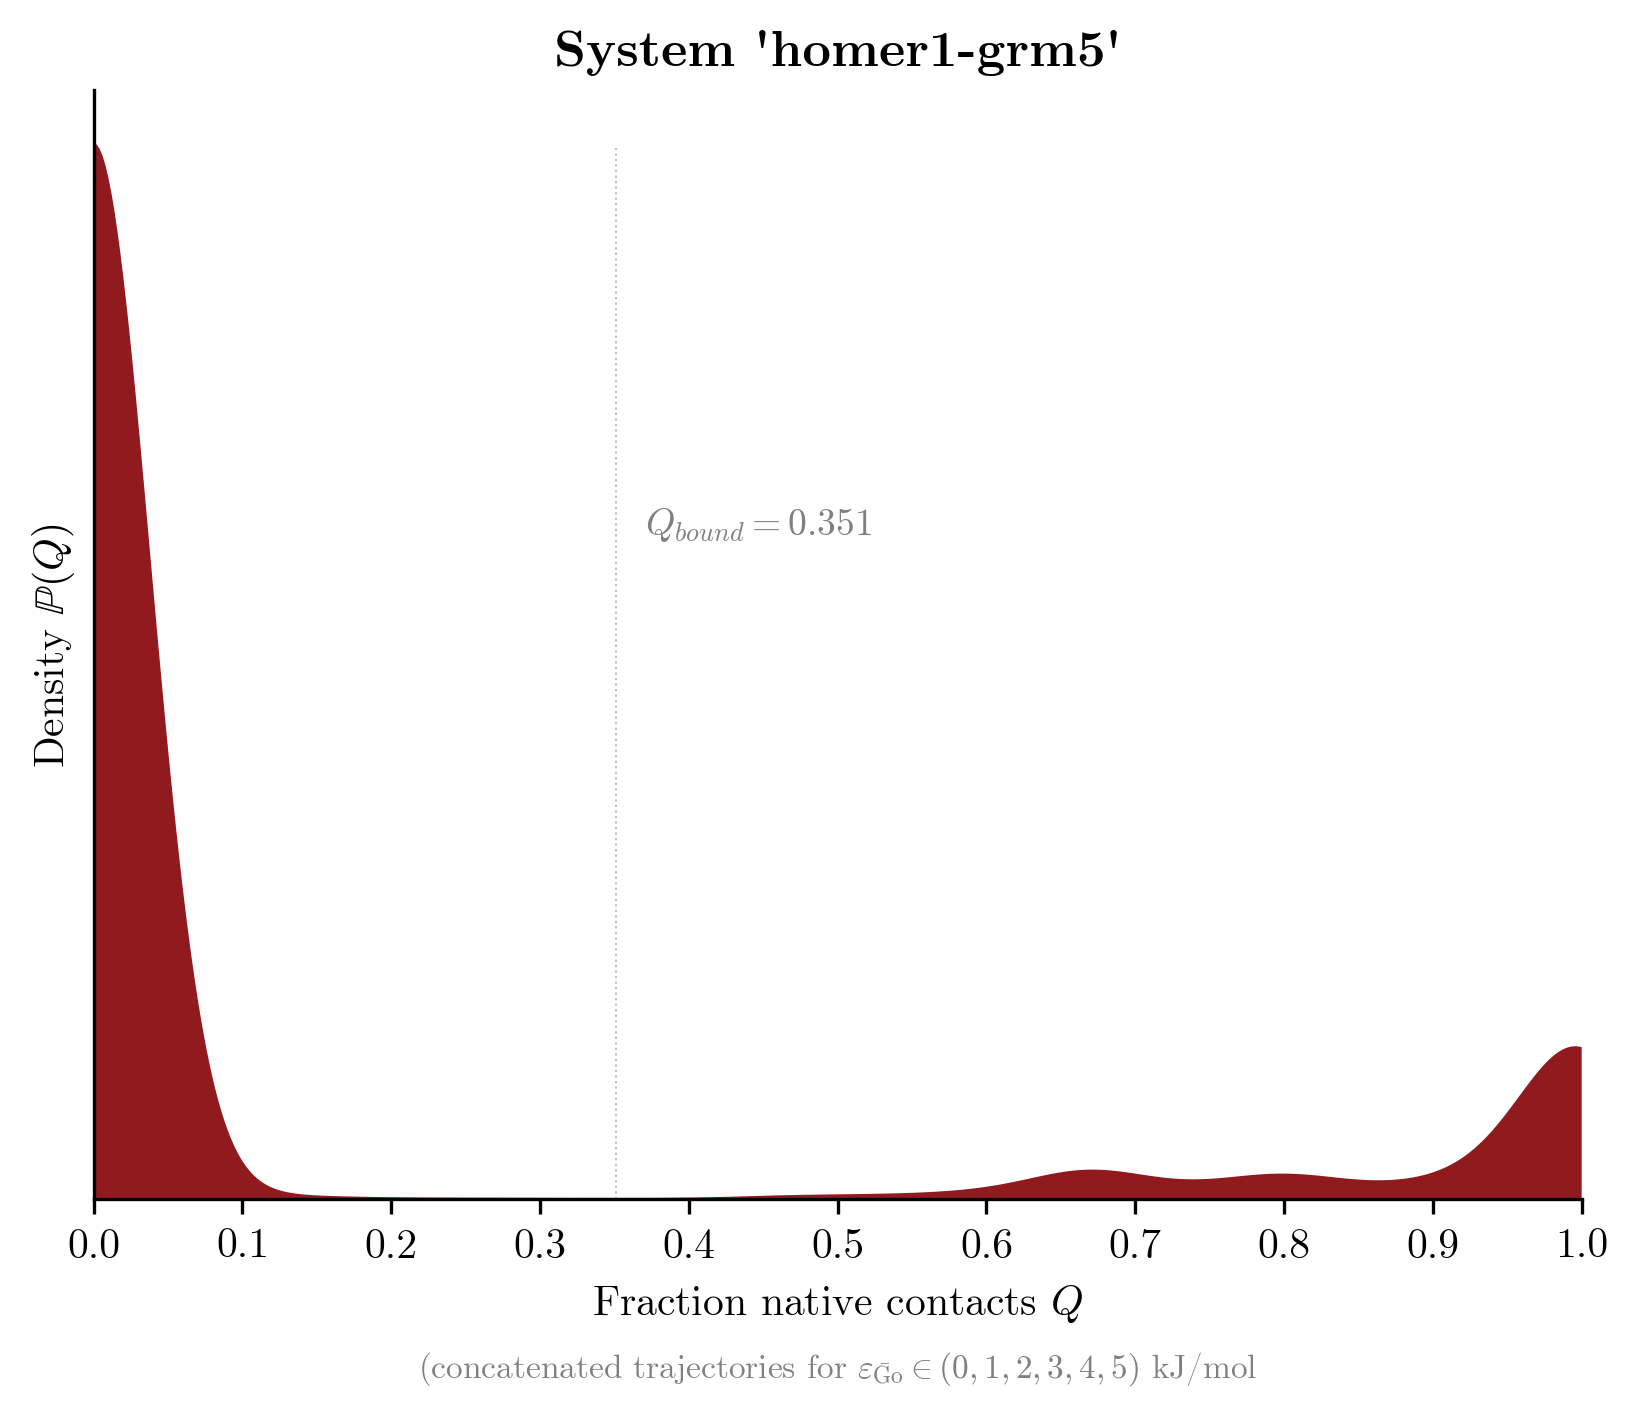 System 'homer1-grm5'
Density ℙ(Q)
Q_bound = 0.351
0.0 0.1 0.2 0.3 0.4 0.5 0.6 0.7 0.8 0.9 1.0
Fraction native contacts Q
(concatenated trajectories for ε_Ḡo ∈ (0, 1, 2, 3, 4, 5) kJ/mol